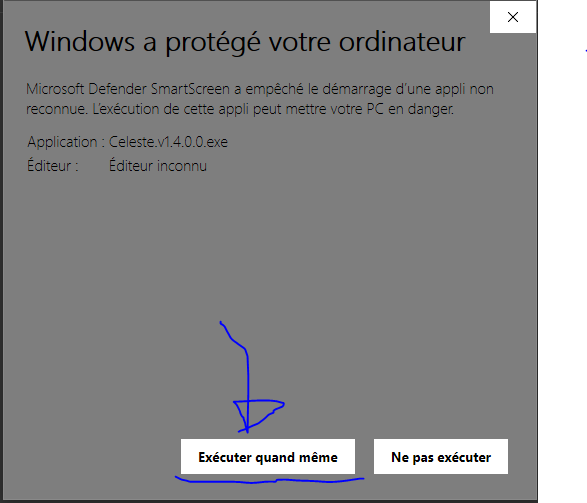 Windows a protégé votre ordinateur
Microsoft Defender SmartScreen a empêché le démarrage d'une appli non
reconnue. L'exécution de cette appli peut mettre votre PC en danger.
Application : Celeste.v1.4.0.0.exe
Éditeur : Éditeur inconnu
Exécuter quand même
Ne pas exécuter